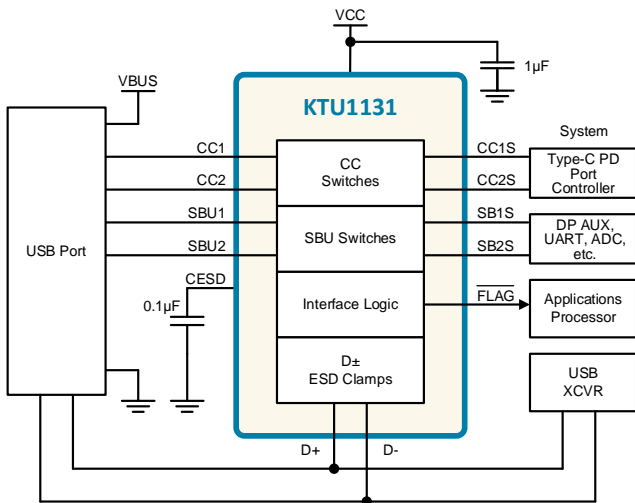 VCC
1µF
VBUS
KTU1131
System
CC1
CC2
SBU1
SBU2
CESD
0.1µF
USB Port
CC
Switches
SBU Switches
Interface Logic
D±
ESD Clamps
CC1S
CC2S
SB1S
SB2S
FLAG
Type-C PD
Port
Controller
DP AUX,
UART, ADC,
etc.
Applications
Processor
USB
XCVR
D+
D-